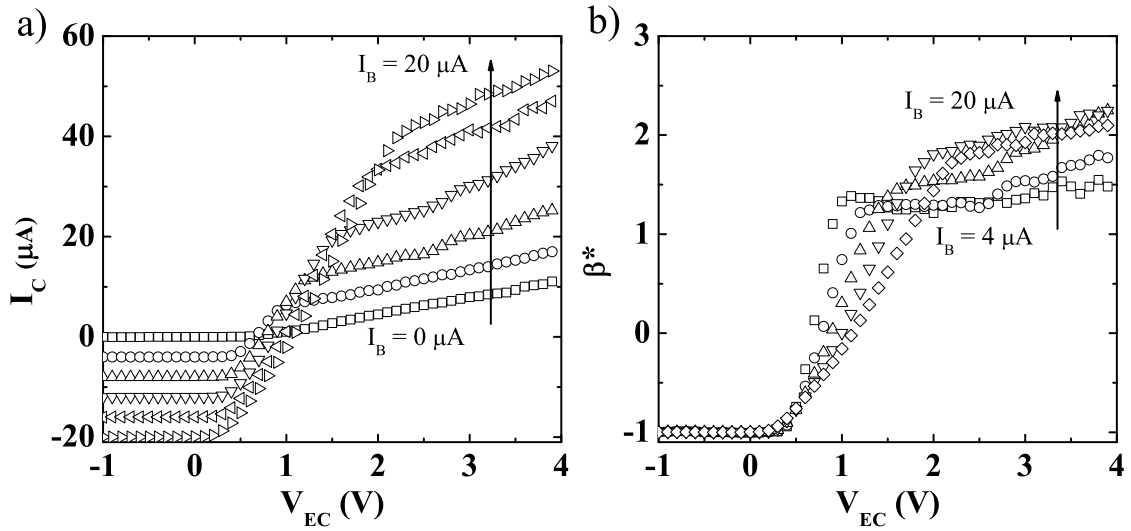 a)
60
40
20
0
-20
I_C (μA)
I_B = 20 μA
I_B = 0 μA
-1 0 1 2 3 4
V_EC (V)
b)
3
2
1
0
-1
β*
I_B = 20 μA
I_B = 4 μA
-1 0 1 2 3 4
V_EC (V)